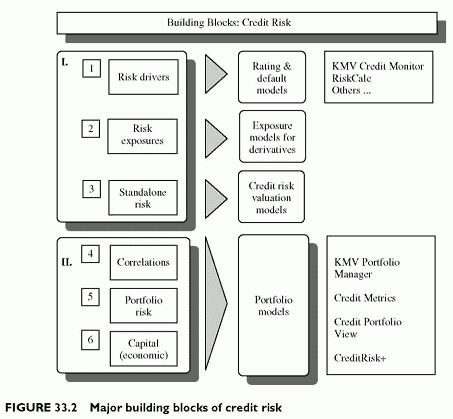 Building Blocks: Credit Risk
I.
1
Risk drivers
Rating &
default
models
KMV Credit Monitor
RiskCalc
Others ...
2
Risk
exposures
Exposure
models for
derivatives
3
Standalone
risk
Credit risk
valuation
models
II.
4
Correlations
5
Portfolio
risk
6
Capital
(economic)
Portfolio
models
KMV Portfolio
Manager
Credit Metrics
Credit Portfolio
View
CreditRisk+
FIGURE 33.2 Major building blocks of credit risk